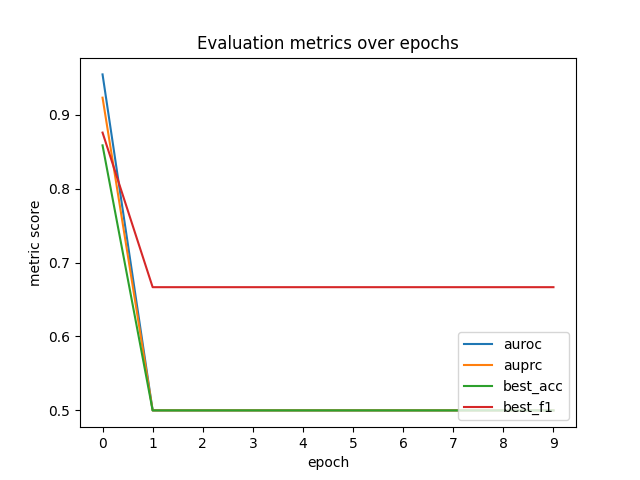 Evaluation metrics over epochs
metric score
0.9
0.8
0.7
0.6
0.5
auroc
auprc
best_acc
best_f1
0 1 2 3 4 5 6 7 8 9
epoch